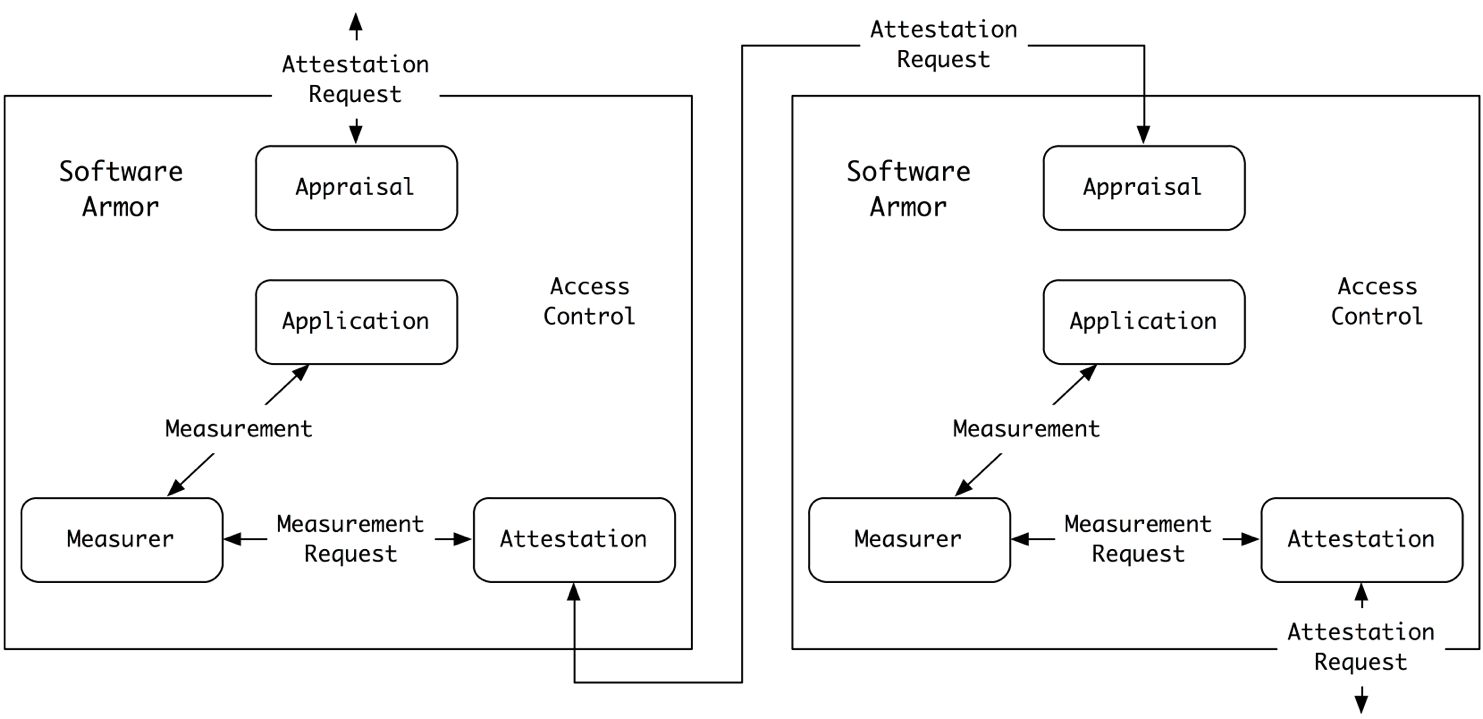 Attestation
Request
Software
Armor
Appraisal
Application
Access
Control
Measurement
Measurer
Measurement
Request
Attestation
Attestation
Request
Software
Armor
Appraisal
Application
Access
Control
Measurement
Measurer
Measurement
Request
Attestation
Attestation
Request